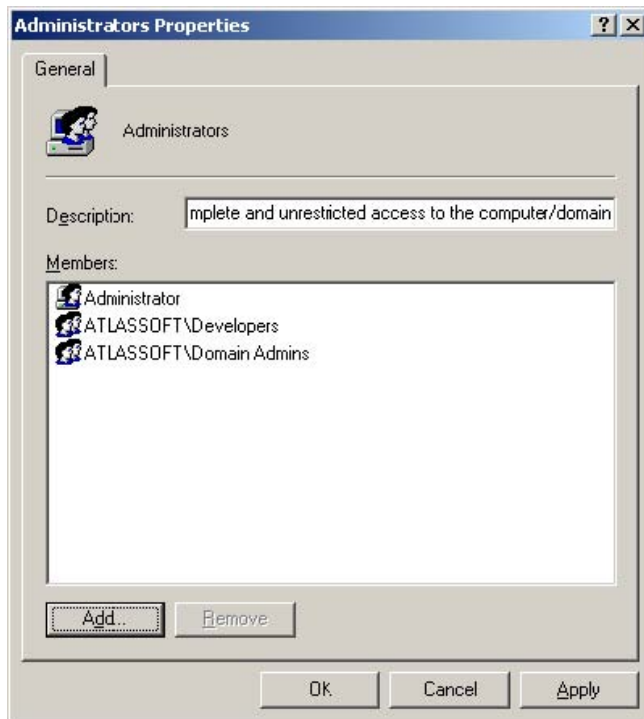 Administrators Properties
General
Administrators
Description:
mplete and unrestricted access to the computer/domain
Members:
Administrator
ATLASSOFT\Developers
ATLASSOFT\Domain Admins
Add..
Remove
OK
Cancel
Apply